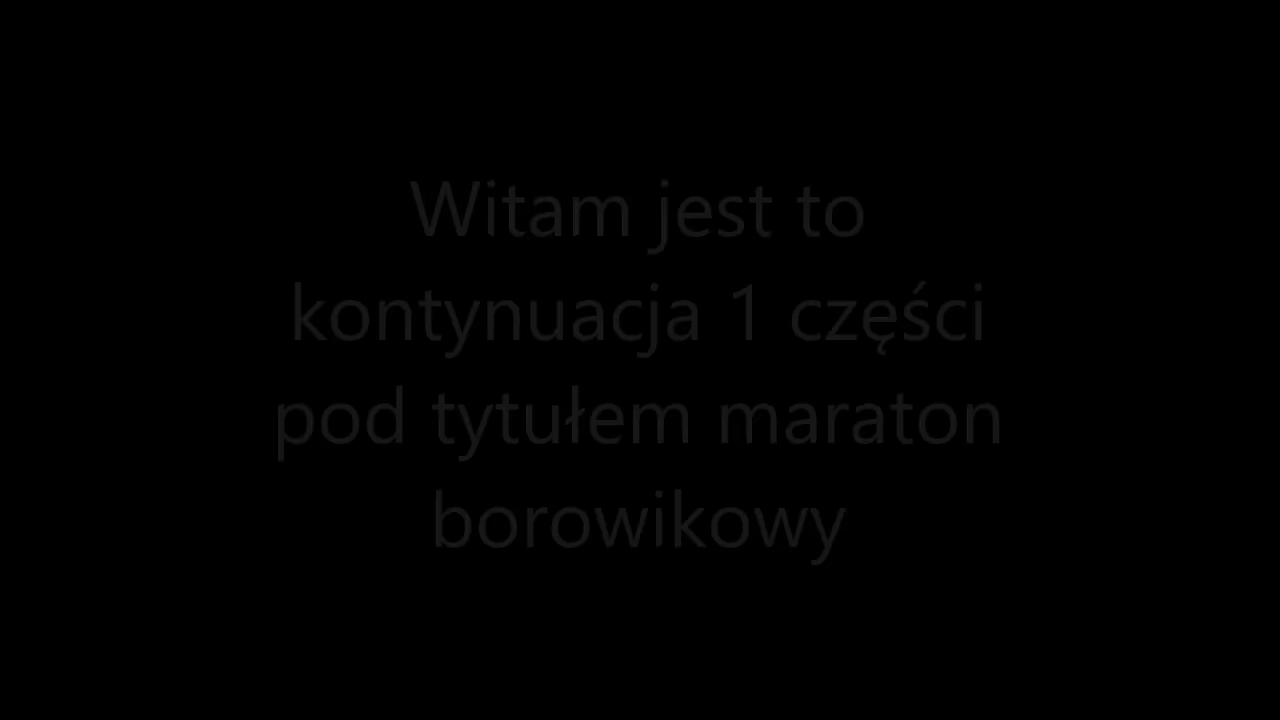 Witam jest to
kontynuacja 1 części
pod tytułem maraton
borowikowy